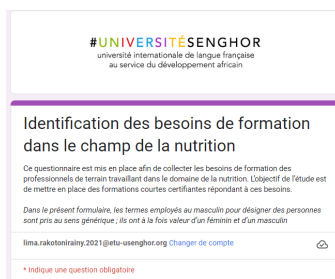 #UNIVERSITÉSENGHOR
université internationale de langue française
au service du développement africain
Identification des besoins de formation
dans le champ de la nutrition
Ce questionnaire est mis en place afin de collecter les besoins de formation des
professionnels de terrain travaillant dans le domaine de la nutrition. L'objectif de l'étude est
de mettre en place des formations courtes certifiantes répondant à ces besoins.
Dans le présent formulaire, les termes employés au masculin pour désigner des personnes
sont pris au sens générique ; ils ont à la fois valeur d'un féminin et d'un masculin
lima.rakotonirainy.2021@etu-usenghor.org Changer de compte
* Indique une question obligatoire